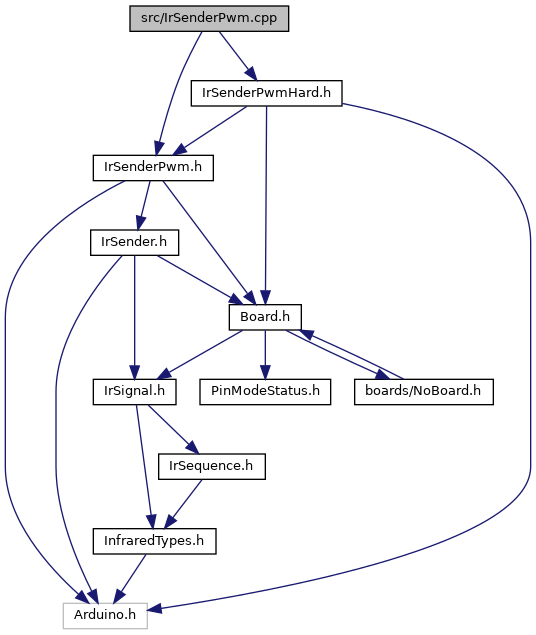 src/IrSenderPwm.cpp
IrSenderPwmHard.h
IrSenderPwm.h
IrSender.h
Board.h
IrSignal.h
PinModeStatus.h
boards/NoBoard.h
IrSequence.h
InfraredTypes.h
Arduino.h